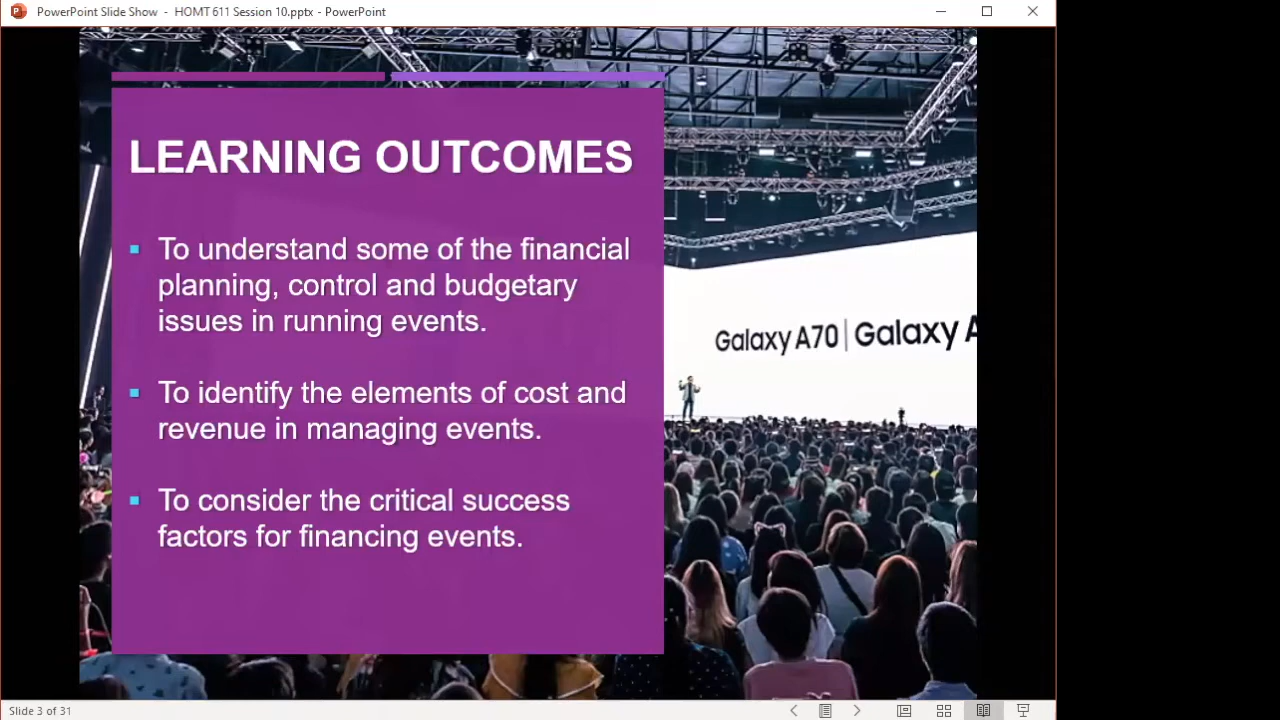 PowerPoint Slide Show - HOMT 611 Session 10.pptx - PowerPoint
LEARNING OUTCOMES
▪ To understand some of the financial
planning, control and budgetary
issues in running events.
▪ To identify the elements of cost and
revenue in managing events.
▪ To consider the critical success
factors for financing events.
Galaxy A70 | Galaxy A
Slide 3 of 31